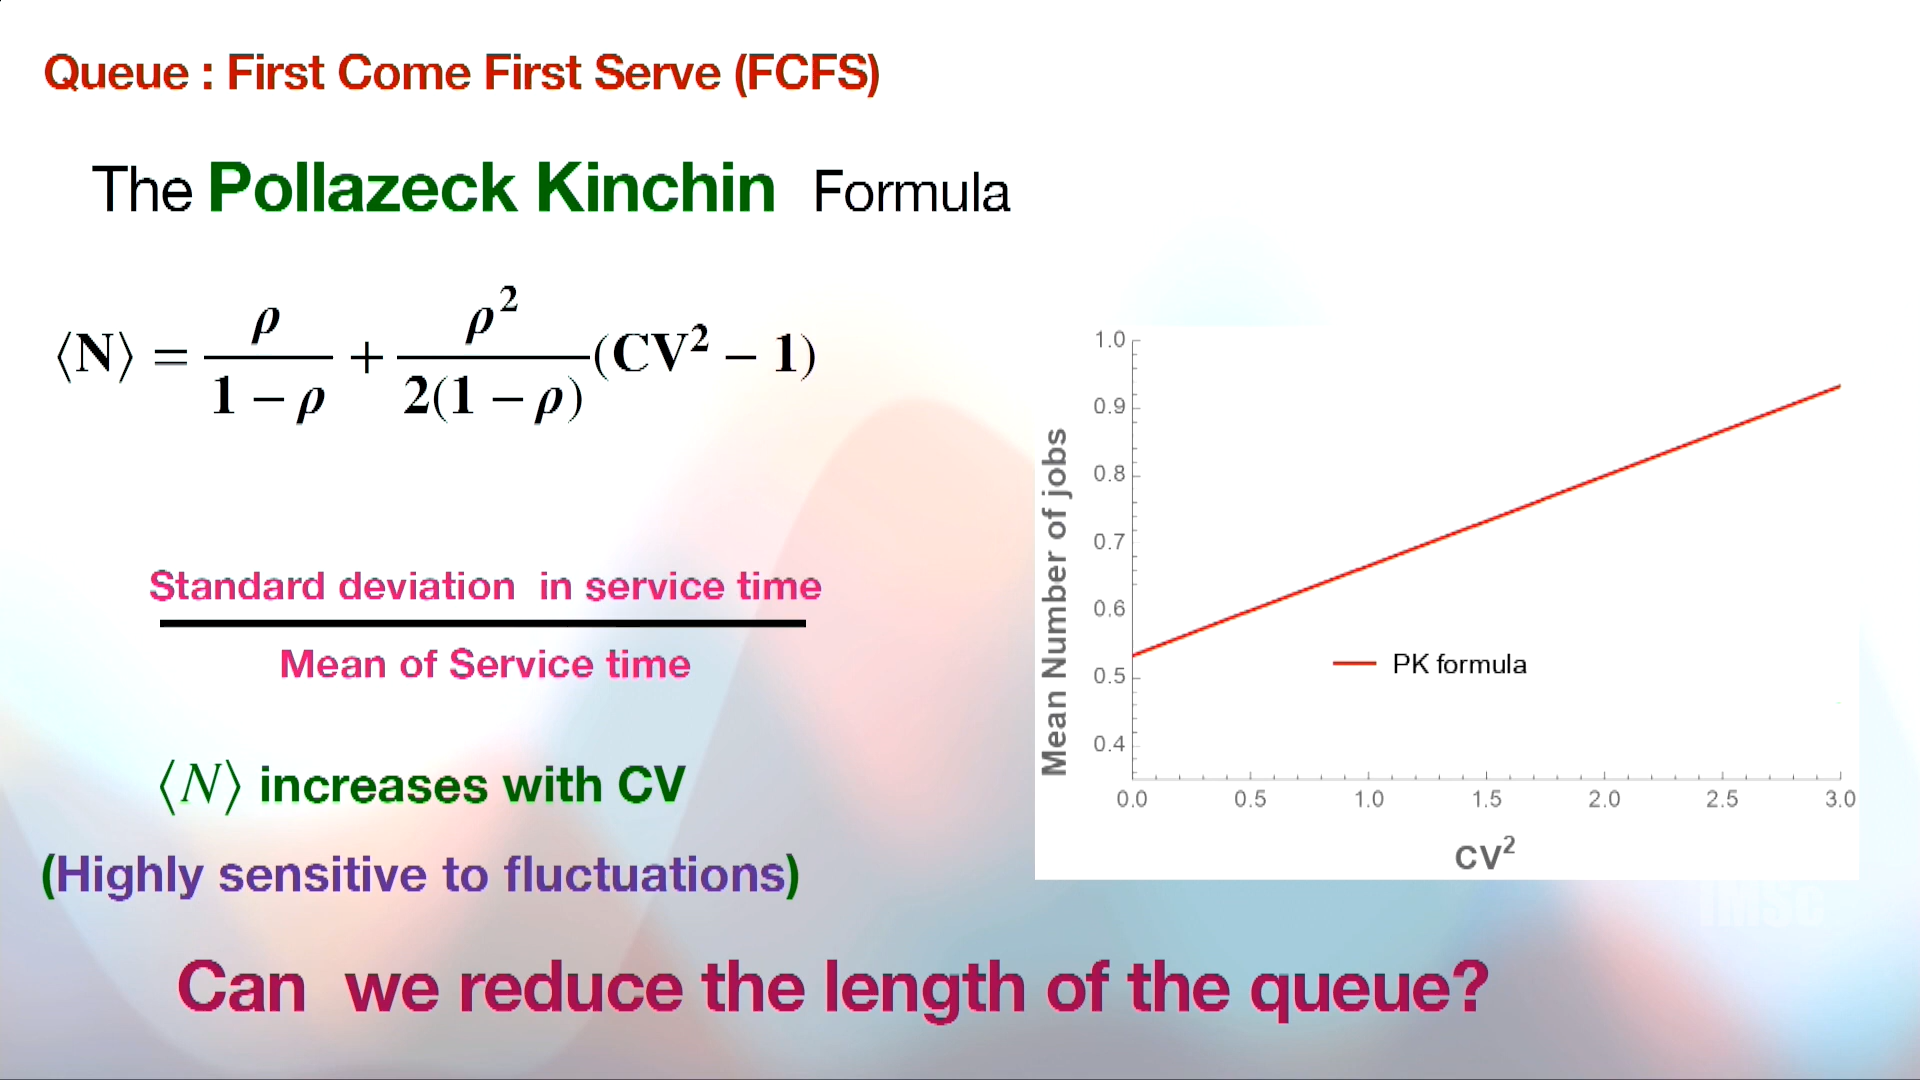 Queue : First Come First Serve (FCFS)
The Pollazeck Kinchin Formula
⟨N⟩ = ρ/(1 − ρ) + ρ²/(2(1 − ρ)) (CV² − 1)
Standard deviation in service time
Mean of Service time
⟨N⟩ increases with CV
(Highly sensitive to fluctuations)
Can we reduce the length of the queue?
Mean Number of jobs
1.0
0.9
0.8
0.7
0.6
0.5
0.4
PK formula
0.0 0.5 1.0 1.5 2.0 2.5 3.0
CV²
IMSc